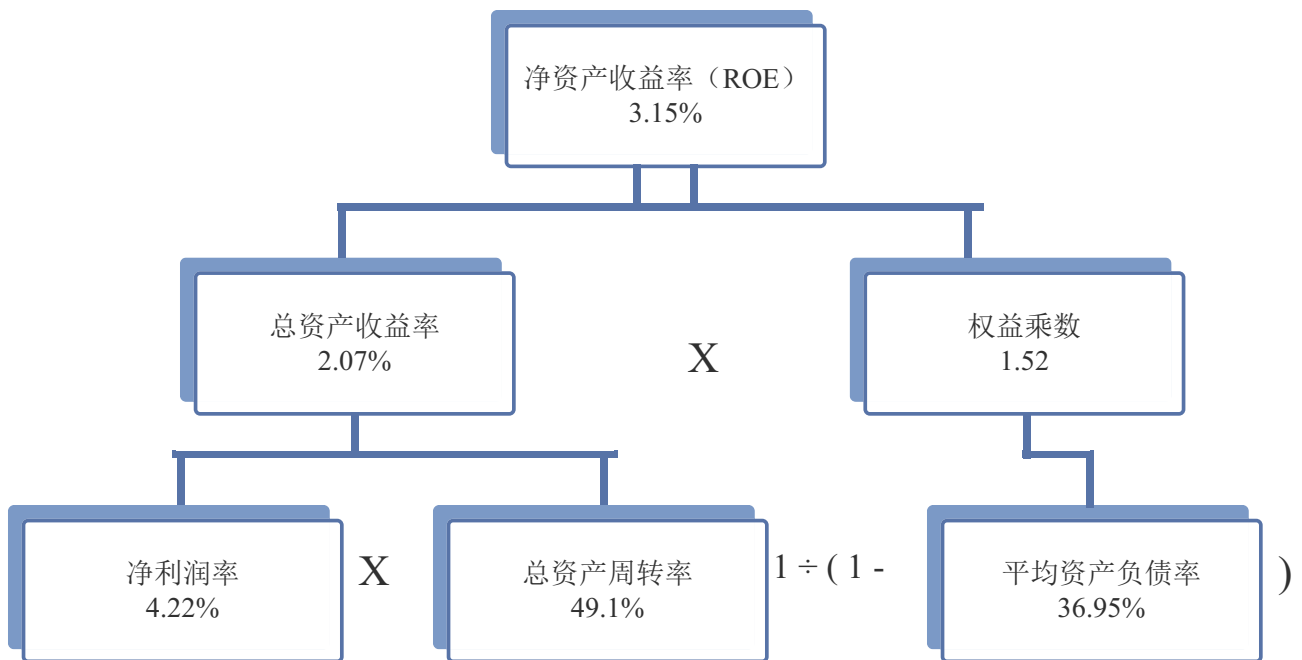 净资产收益率（ROE）
3.15%
总资产收益率
2.07%
X
权益乘数
1.52
净利润率
4.22%
X
总资产周转率
49.1%
1 ÷ ( 1 -
平均资产负债率
36.95%
)